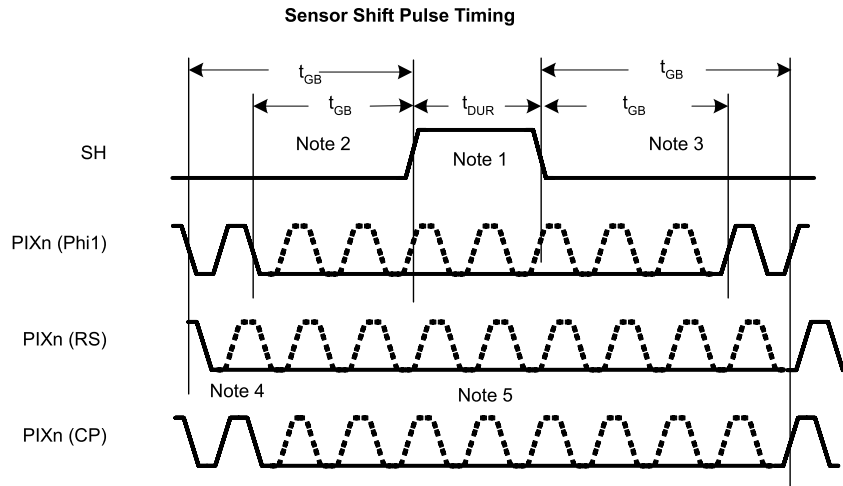 Sensor Shift Pulse Timing
tGB
tGB
tGB
tDUR
tGB
SH
Note 2
Note 1
Note 3
PIXn (Phi1)
PIXn (RS)
Note 4
Note 5
PIXn (CP)